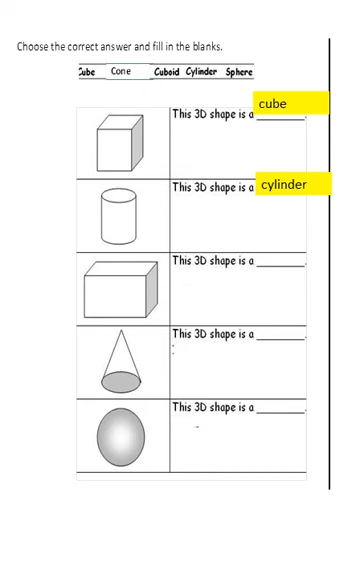 Choose the correct answer and fill in the blanks.
Cube Cone Cuboid Cylinder Sphere
This 3D shape is a ________. cube
This 3D shape is a cylinder
This 3D shape is a ________.
This 3D shape is a ________.
This 3D shape is a ________.